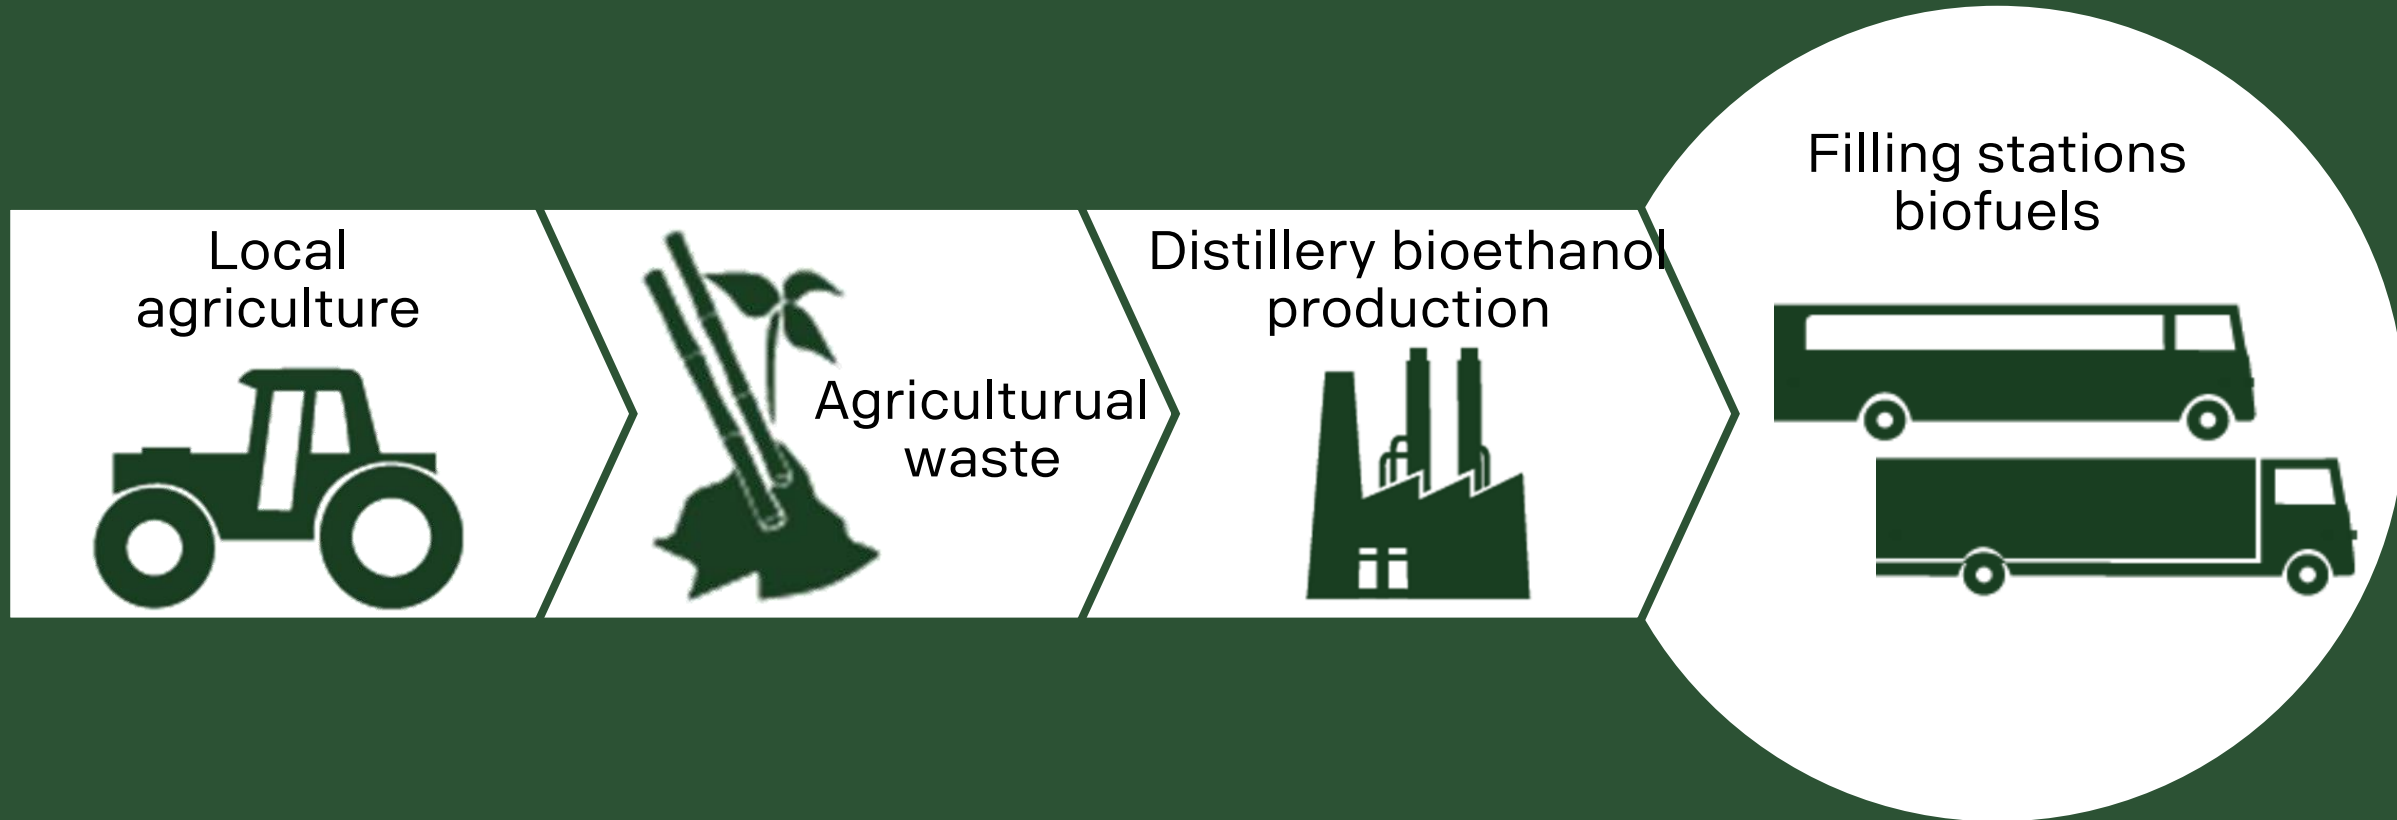 Local
agriculture
Agriculturual
waste
Distillery bioethanol
production
Filling stations
biofuels